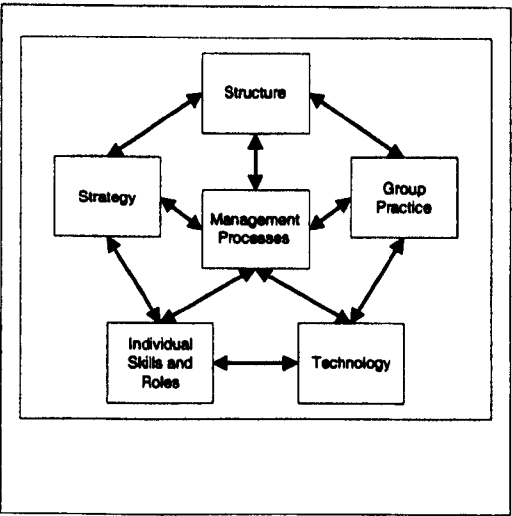 Structure
Strategy
Group
Practice
Management
Processes
Individual
Skills and
Roles
Technology